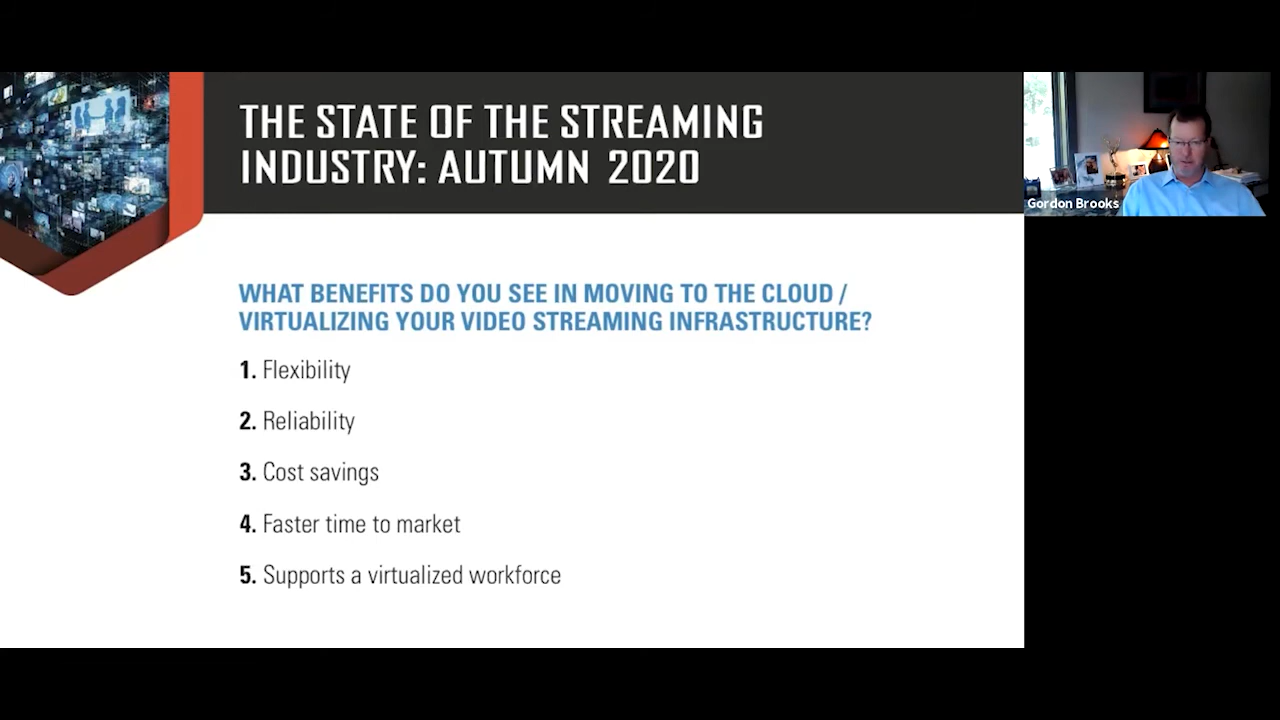 THE STATE OF THE STREAMING
INDUSTRY: AUTUMN 2020
Gordon Brooks
WHAT BENEFITS DO YOU SEE IN MOVING TO THE CLOUD /
VIRTUALIZING YOUR VIDEO STREAMING INFRASTRUCTURE?
1. Flexibility
2. Reliability
3. Cost savings
4. Faster time to market
5. Supports a virtualized workforce